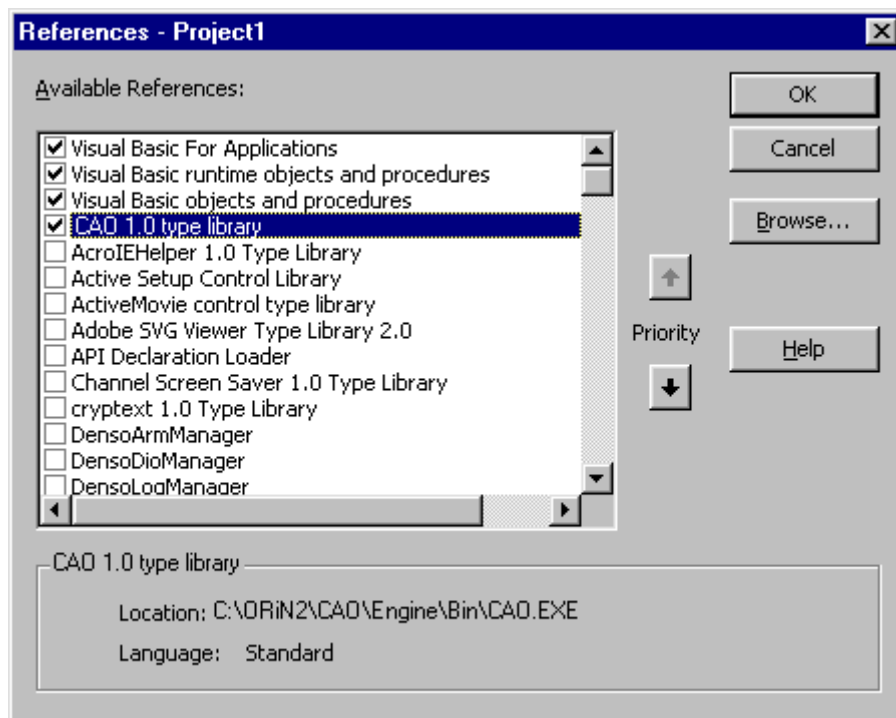 References - Project1
Available References:
OK
Cancel
Browse...
Help
Visual Basic For Applications
Visual Basic runtime objects and procedures
Visual Basic objects and procedures
CAO 1.0 type library
AcroIEHelper 1.0 Type Library
Active Setup Control Library
ActiveMovie control type library
Adobe SVG Viewer Type Library 2.0
API Declaration Loader
Channel Screen Saver 1.0 Type Library
cryptext 1.0 Type Library
DensoArmManager
DensoDioManager
DensoLogManager
Priority
CAO 1.0 type library
Location: C:\ORiN2\CAO\Engine\Bin\CAO.EXE
Language: Standard